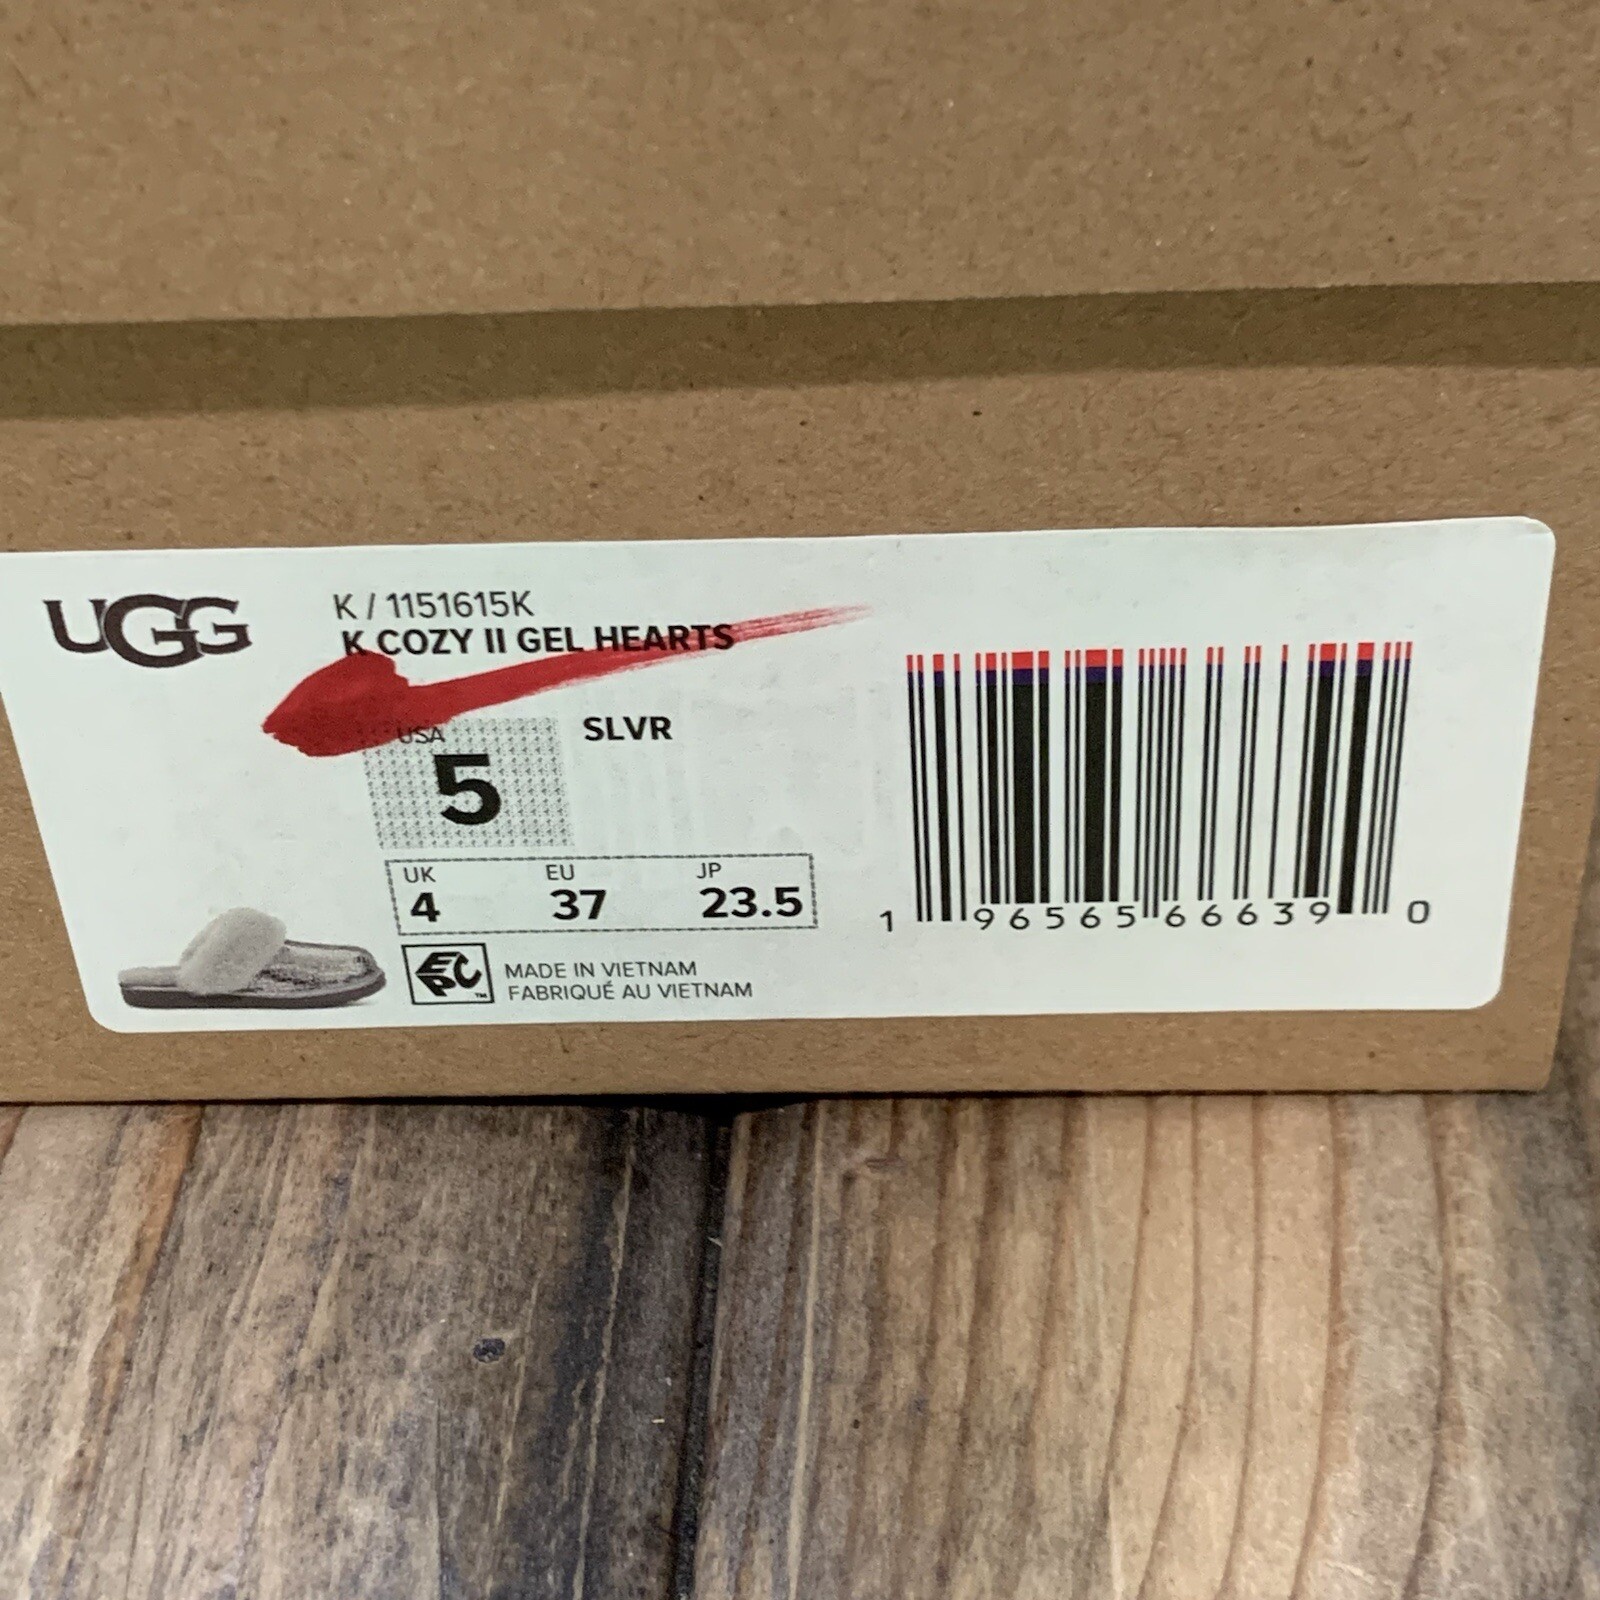 UGG
K / 1151615K
K COZY II GEL HEARTS
USA
5
SLVR
UK EU JP
4 37 23.5
EPC™
MADE IN VIETNAM
FABRIQUÉ AU VIETNAM
1 96565 66639 0